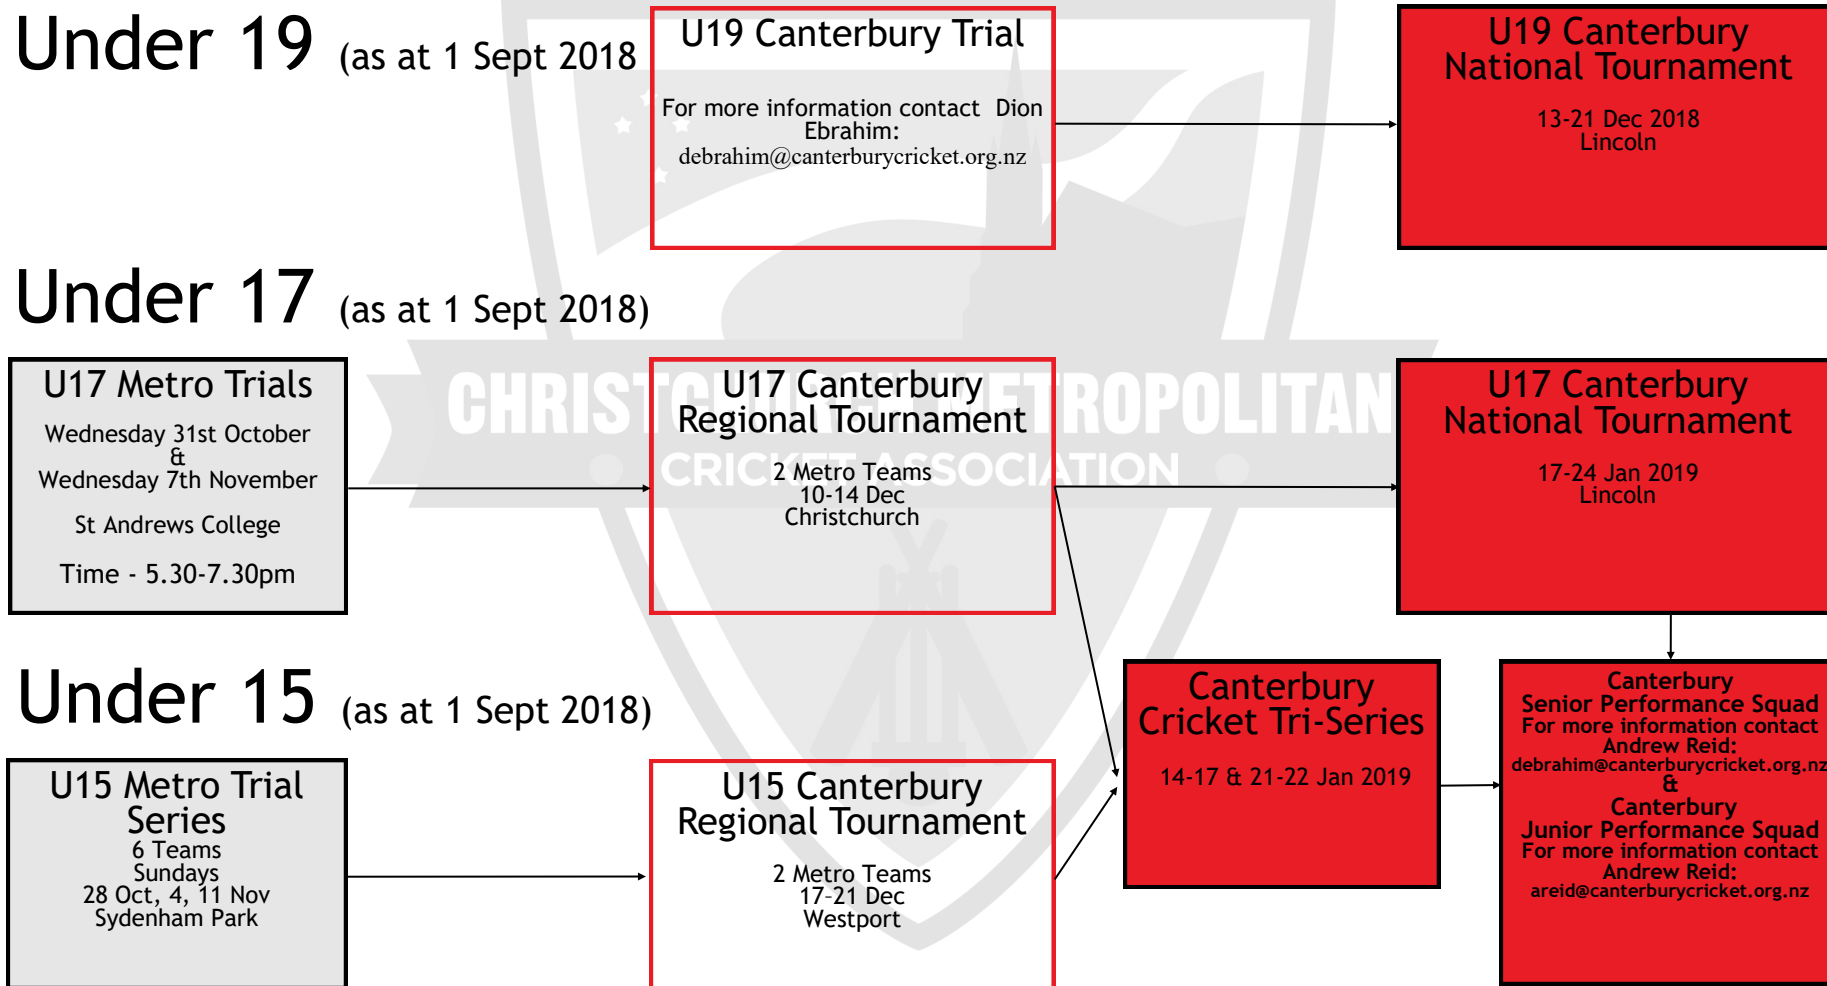 Under 19 (as at 1 Sept 2018
U19 Canterbury Trial
For more information contact Dion
Ebrahim:
debrahim@canterburycricket.org.nz
U19 Canterbury
National Tournament
13-21 Dec 2018
Lincoln
Under 17 (as at 1 Sept 2018)
U17 Metro Trials
Wednesday 31st October
&
Wednesday 7th November
St Andrews College
Time - 5.30-7.30pm
U17 Canterbury
Regional Tournament
2 Metro Teams
10-14 Dec
Christchurch
U17 Canterbury
National Tournament
17-24 Jan 2019
Lincoln
CHRISTCHURCH METROPOLITAN
CRICKET ASSOCIATION
Under 15 (as at 1 Sept 2018)
U15 Metro Trial
Series
6 Teams
Sundays
28 Oct, 4, 11 Nov
Sydenham Park
U15 Canterbury
Regional Tournament
2 Metro Teams
17-21 Dec
Westport
Canterbury
Cricket Tri-Series
14-17 & 21-22 Jan 2019
Canterbury
Senior Performance Squad
For more information contact
Andrew Reid:
debrahim@canterburycricket.org.nz
&
Canterbury
Junior Performance Squad
For more information contact
Andrew Reid:
areid@canterburycricket.org.nz